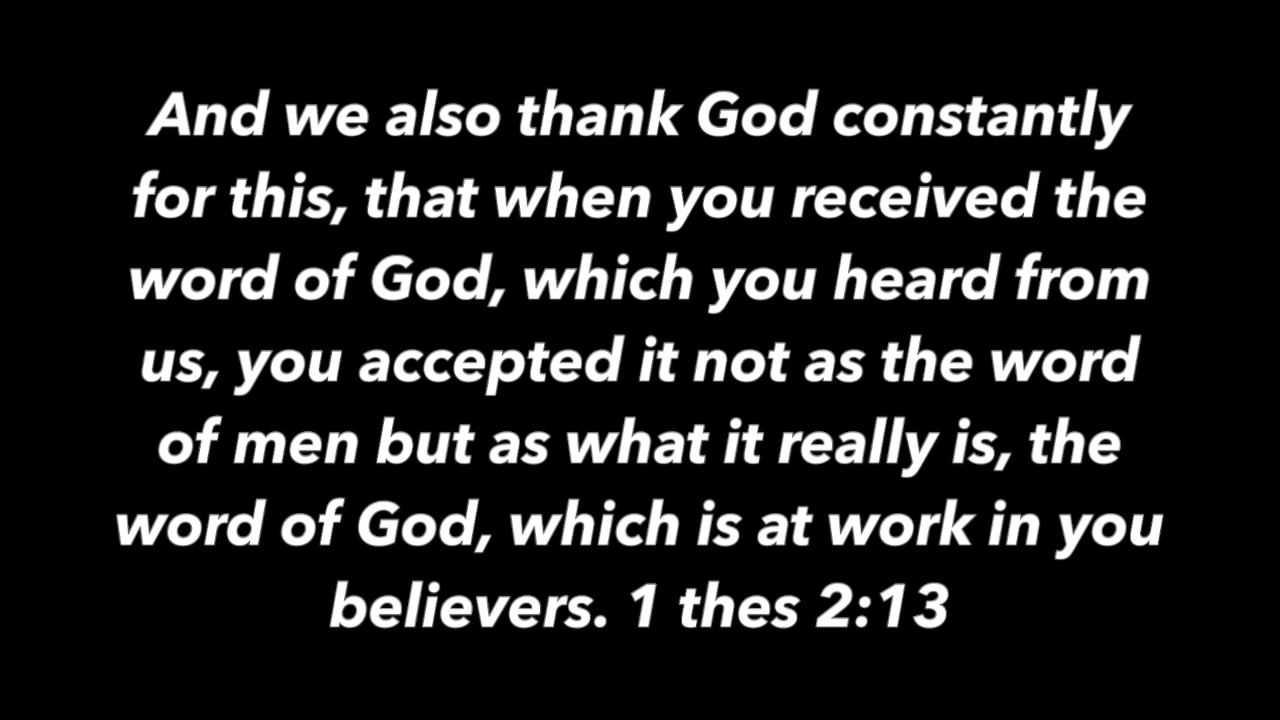 And we also thank God constantly
for this, that when you received the
word of God, which you heard from
us, you accepted it not as the word
of men but as what it really is, the
word of God, which is at work in you
believers. 1 thes 2:13